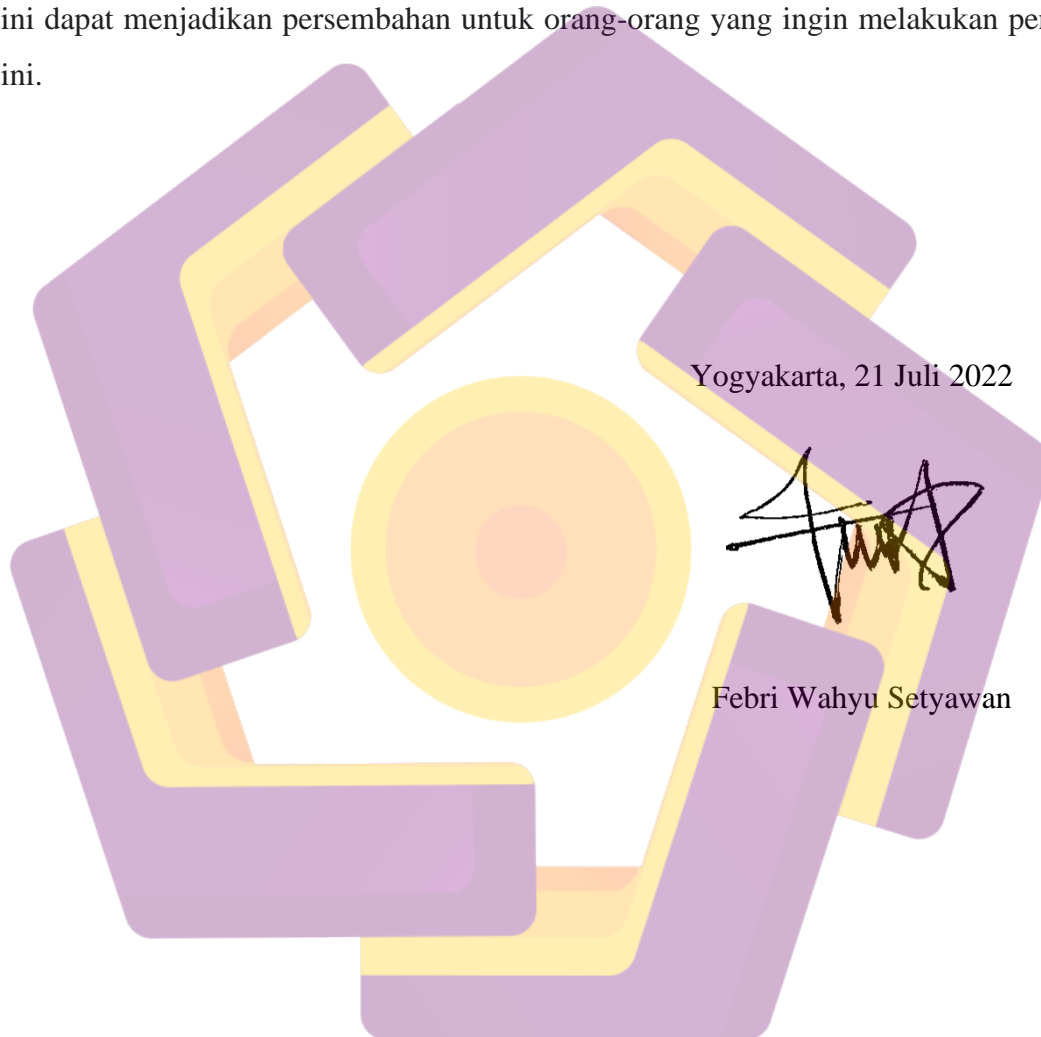 ini dapat menjadikan persembahan untuk orang-orang yang ingin melakukan
ini.
Yogyakarta, 21 Juli 2022
Febri Wahyu Setyawan